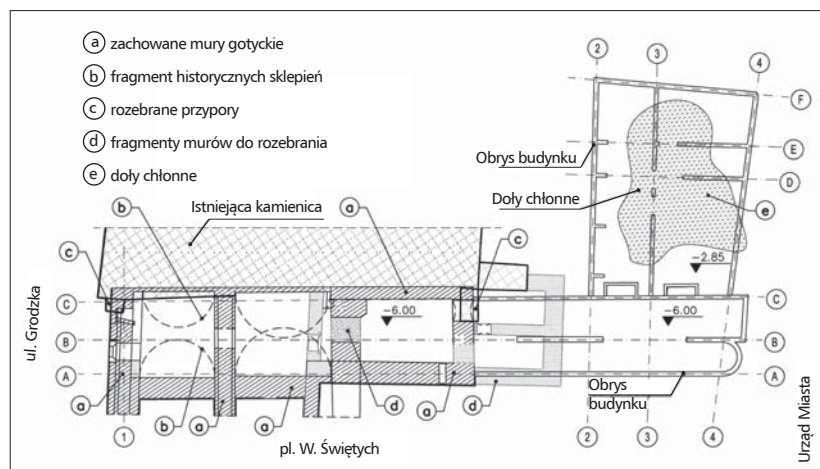 a zachowane mury gotyckie
b fragment historycznych sklepień
c rozebrane przypory
d fragmenty murów do rozebrania
e doły chłonne
2 3 4
F
Obrys budynku
E
Doły chłonne
D
Istniejąca kamienica
b a
e
c c
-2.85
C C
-6.00 -6.00
ul. Grodzka
B B
A A
Obrys
budynku
a b a a d a d
1
2 3 4
pl. W. Świętych
Urząd Miasta